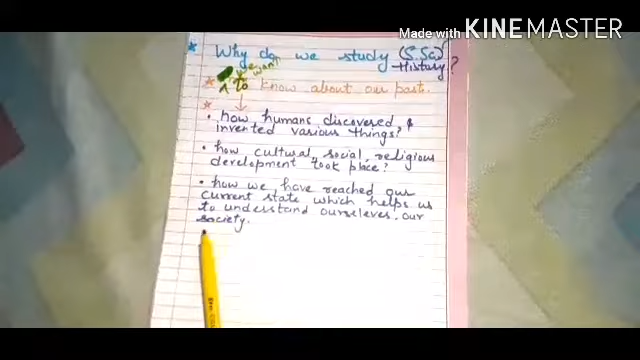 Made with KINEMASTER
* Why do we study (S.Sc)
History?
we want
* to know about our past.
*
• how humans discovered &
invented various things?
• how cultural, social, religious
development took place?
• how we have reached our
current state which helps us
to understand ourseleves, our
society.